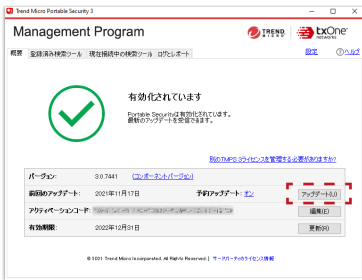 Trend Micro Portable Security 3
Management Program
TREND MICRO
txOne networks
概要 登録済み検索ツール 現在接続中の検索ツール ログとレポート 設定 ヘルプ
有効化されています
Portable Securityは有効化されています。
最新のアップデートを受信できます。
別のTMPS 3ライセンスを管理する必要がありますか?
バージョン: 3.0.7441 (コンポーネントバージョン)
前回のアップデート: 2021年11月17日 予約アップデート: オン アップデート(U)
アクティベーションコード: 編集(E)
有効期限: 2022年12月31日 更新(R)
© 2021 Trend Micro Incorporated. All Rights Reserved. | サードパーティのライセンス情報